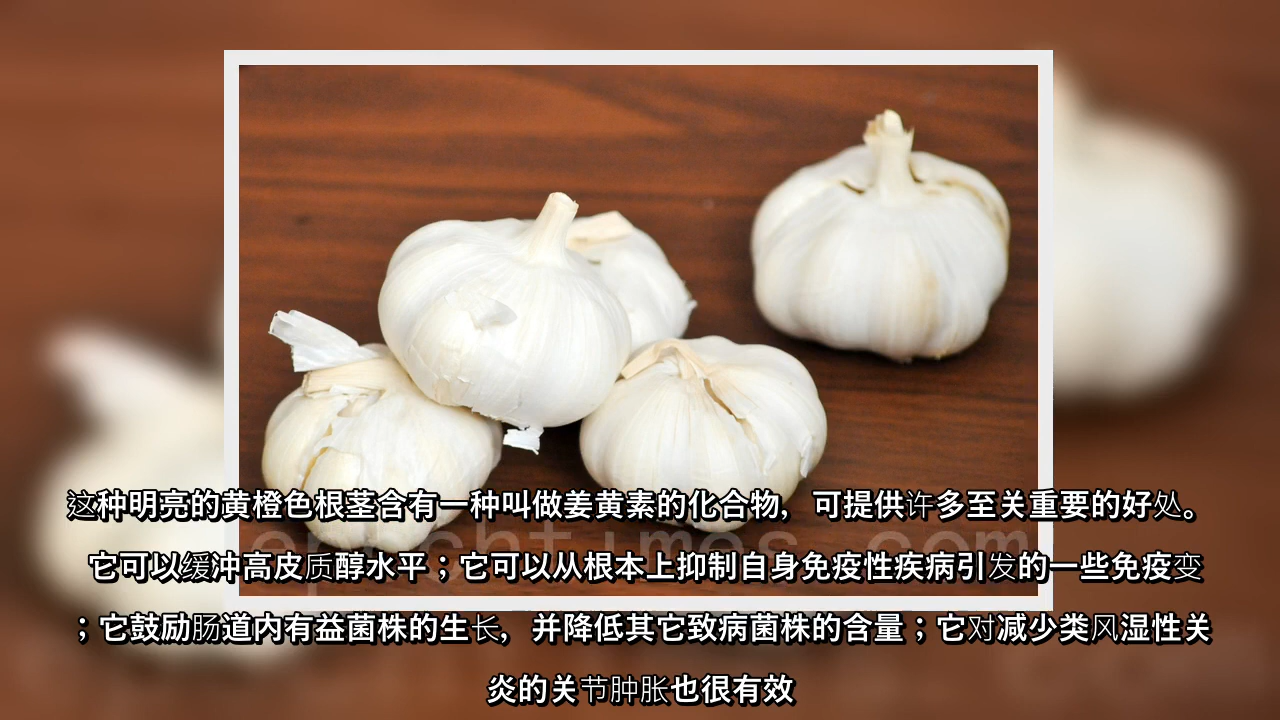 这种明亮的黄橙色根茎含有一种叫做姜黄素的化合物，可提供许多至关重要的好处。
它可以缓冲高皮质醇水平；它可以从根本上抑制自身免疫性疾病引发的一些免疫变
；它鼓励肠道内有益菌株的生长，并降低其它致病菌株的含量；它对减少类风湿性关
炎的关节肿胀也很有效
epochtimes.com